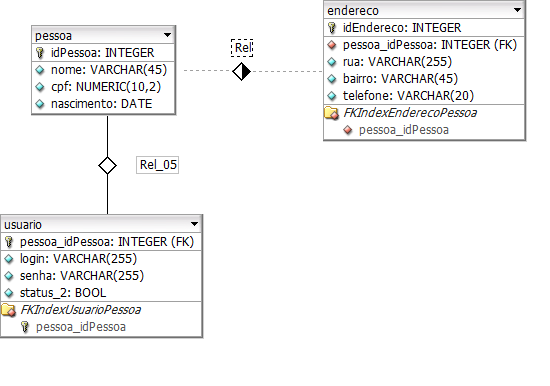 pessoa
idPessoa: INTEGER
nome: VARCHAR(45)
cpf: NUMERIC(10,2)
nascimento: DATE
Rel
endereco
idEndereco: INTEGER
pessoa_idPessoa: INTEGER (FK)
rua: VARCHAR(255)
bairro: VARCHAR(45)
telefone: VARCHAR(20)
FKIndexEnderecoPessoa
pessoa_idPessoa
Rel_05
usuario
pessoa_idPessoa: INTEGER (FK)
login: VARCHAR(255)
senha: VARCHAR(255)
status_2: BOOL
FKIndexUsuarioPessoa
pessoa_idPessoa